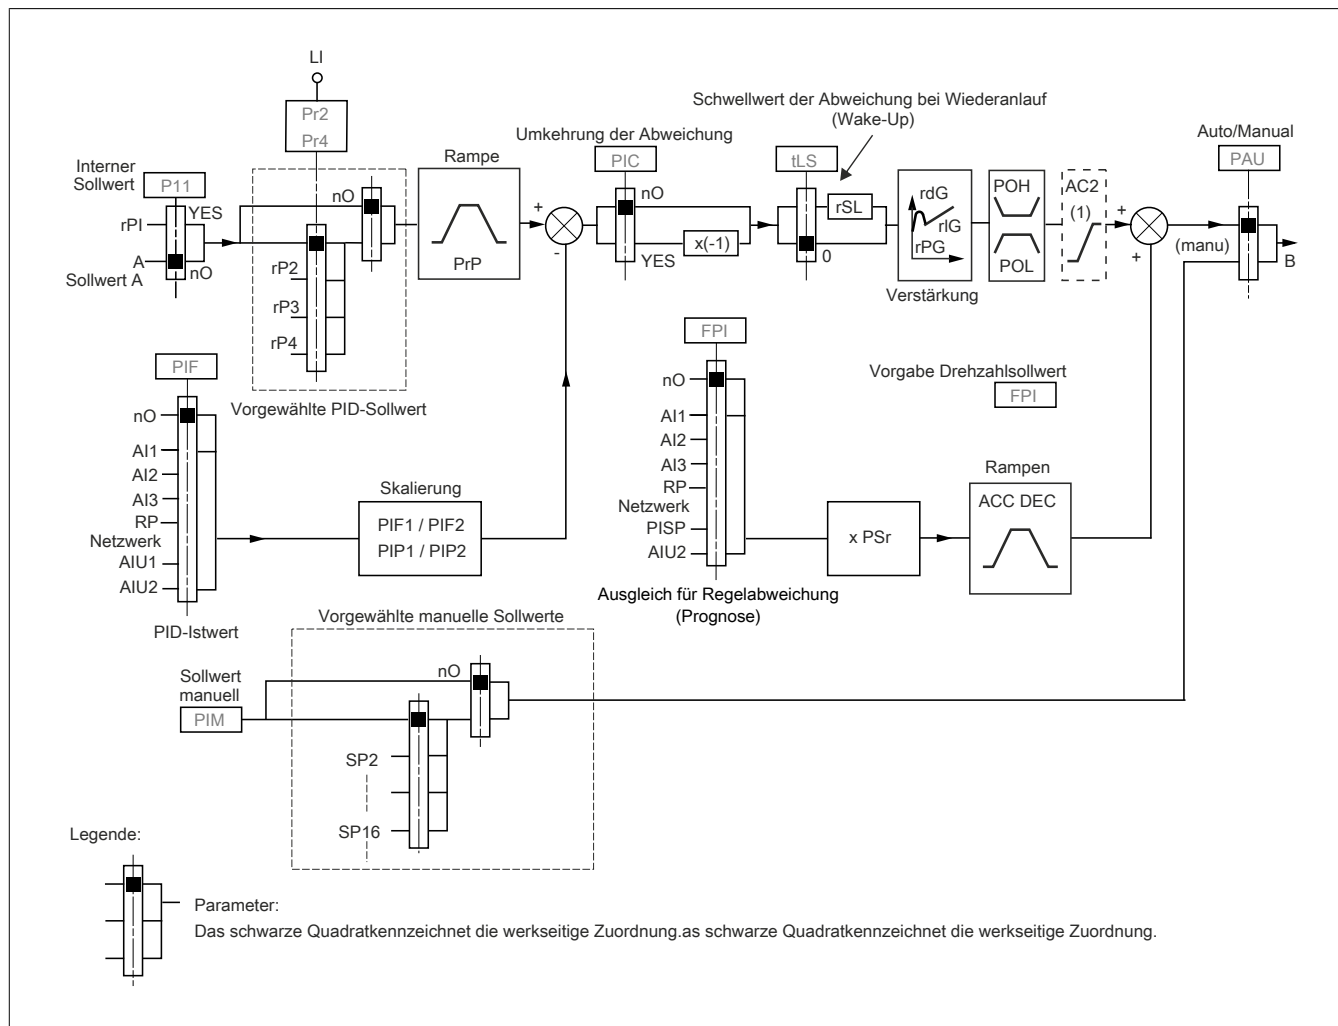 LI
Pr2
Pr4
Interner
Sollwert
P11
YES
rPI
A
nO
Sollwert A
nO
rP2
rP3
rP4
Vorgewählte PID-Sollwert
Rampe
PrP
+
-
Umkehrung der Abweichung
PIC
nO
x(-1)
YES
Schwellwert der Abweichung bei Wiederanlauf
(Wake-Up)
tLS
rSL
0
rdG
rIG
rPG
Verstärkung
POH
POL
AC2
(1)
+
+
(manu)
Auto/Manual
PAU
B
PIF
nO
AI1
AI2
AI3
RP
Netzwerk
AIU1
AIU2
PID-Istwert
Skalierung
PIF1 / PIF2
PIP1 / PIP2
FPI
nO
AI1
AI2
AI3
RP
Netzwerk
PISP
AIU2
Ausgleich für Regelabweichung
(Prognose)
x PSr
Vorgabe Drehzahlsollwert
FPI
Rampen
ACC DEC
Vorgewählte manuelle Sollwerte
Sollwert
manuell
PIM
nO
SP2
SP16
Legende:
Parameter:
Das schwarze Quadratkennzeichnet die werkseitige Zuordnung.as schwarze Quadratkennzeichnet die werkseitige Zuordnung.